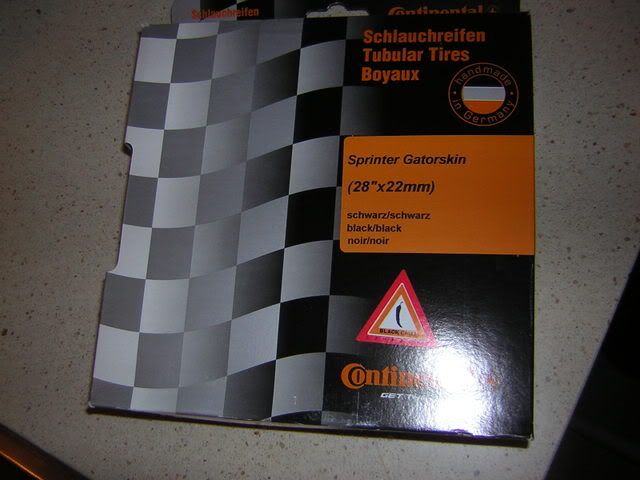 Schlauchreifen
Continental
Schlauchreifen
Tubular Tires
Boyaux
handmade
in Germany
Sprinter Gatorskin
(28"x22mm)
schwarz/schwarz
black/black
noir/noir
BLACK CHILI
Continental
GET